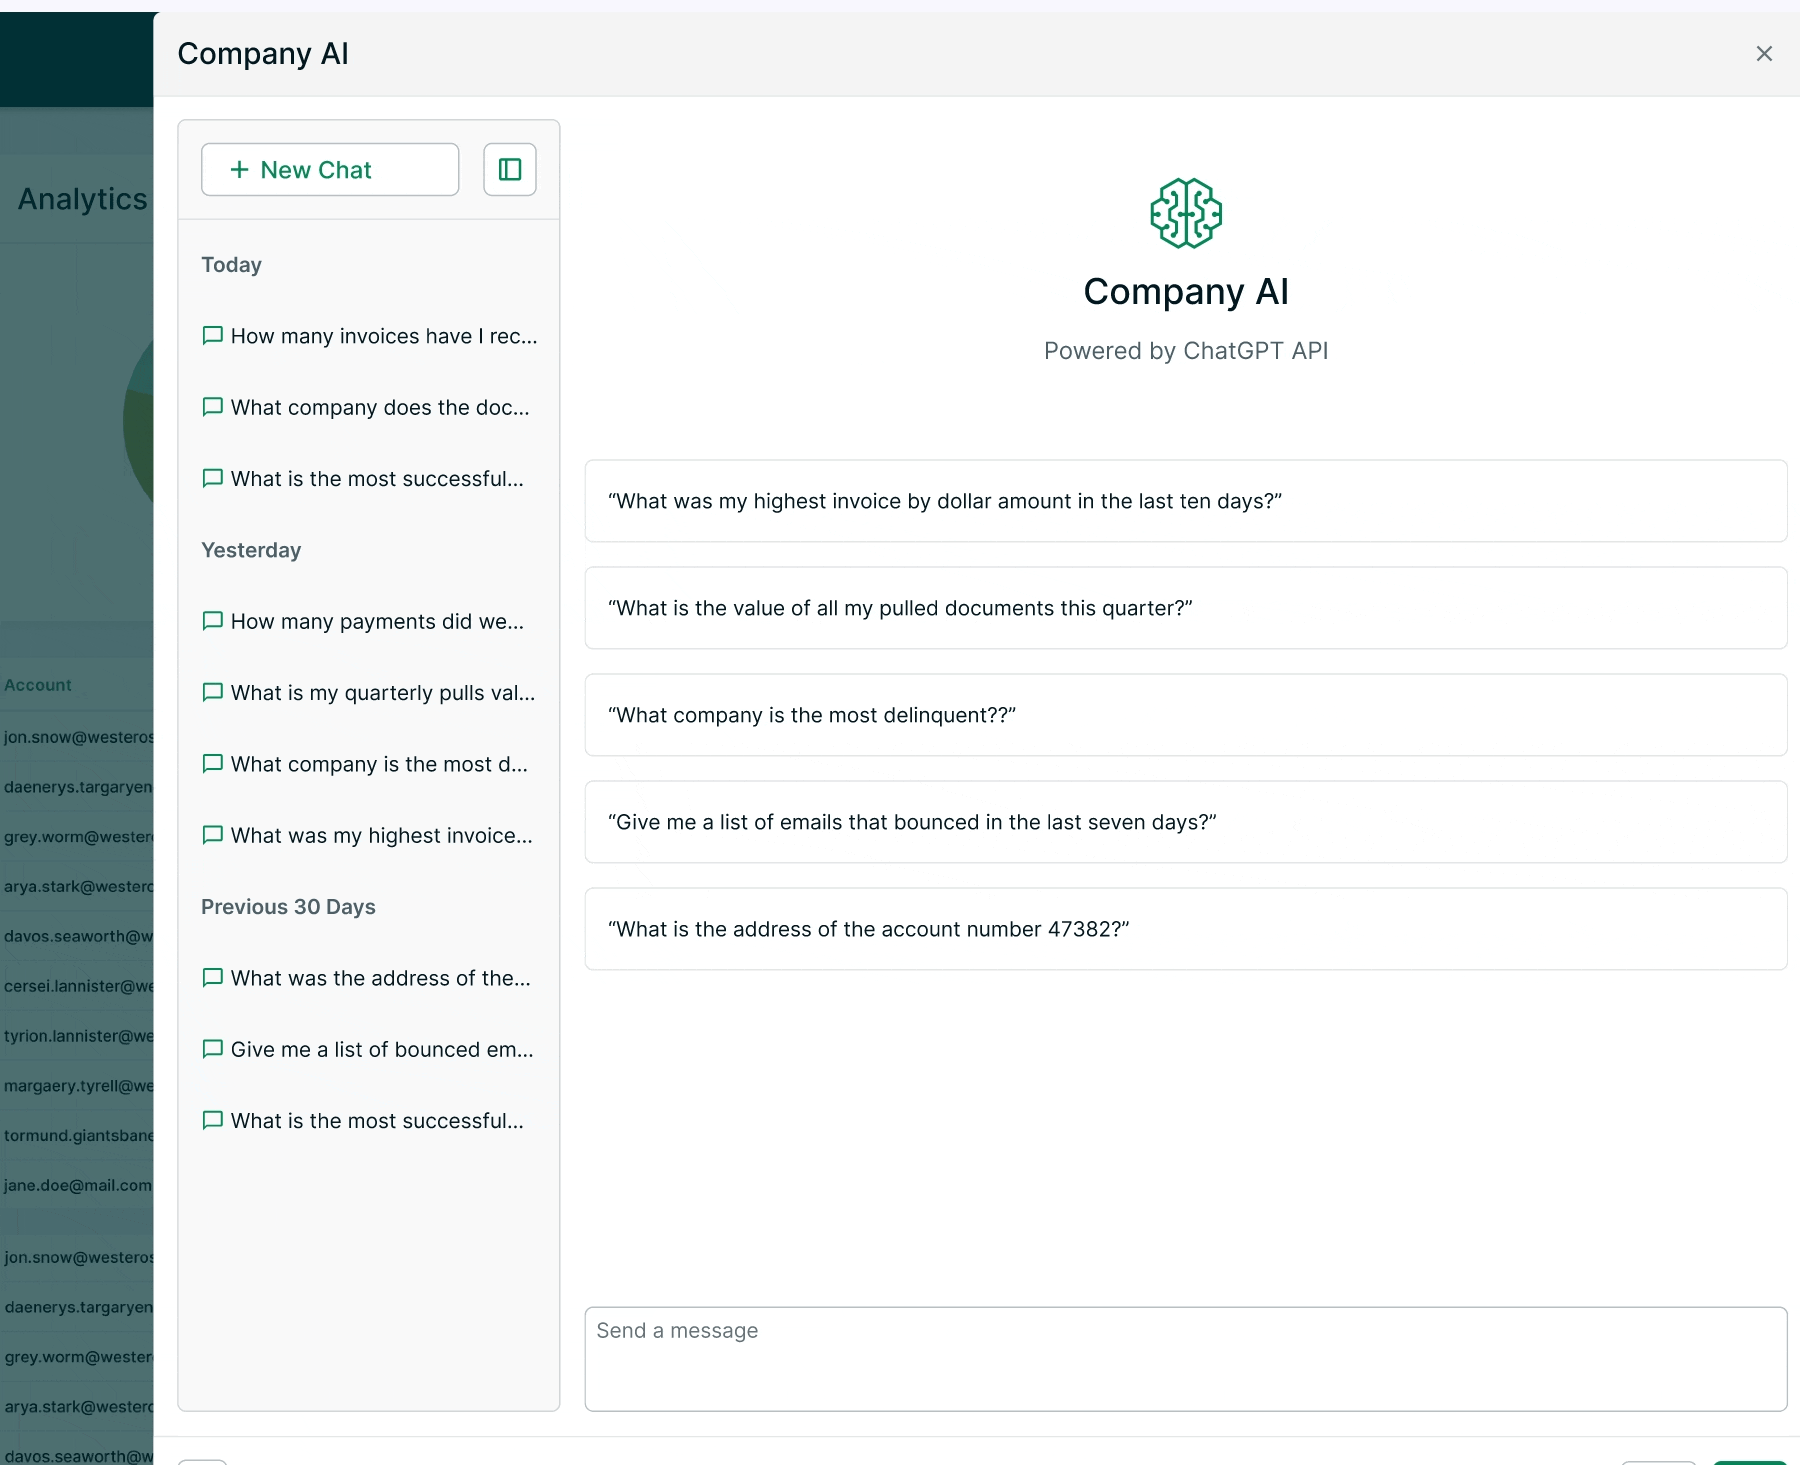 Company AI
Analytics
Account
jon.snow@westeros
daenerys.targaryen
grey.worm@wester
arya.stark@westero
davos.seaworth@w
cersei.lannister@we
tyrion.lannister@we
margaery.tyrell@we
tormund.giantsbane
jane.doe@mail.com
jon.snow@westeros
daenerys.targaryen
grey.worm@wester
arya.stark@westero
davos.seaworth@w
New Chat
Today
How many invoices have I rec...
What company does the doc...
What is the most successful...
Yesterday
How many payments did we...
What is my quarterly pulls val...
What company is the most d...
What was my highest invoice...
Previous 30 Days
What was the address of the...
Give me a list of bounced em...
What is the most successful...
Company AI
Powered by ChatGPT API
“What was my highest invoice by dollar amount in the last ten days?”
“What is the value of all my pulled documents this quarter?”
“What company is the most delinquent??”
“Give me a list of emails that bounced in the last seven days?”
“What is the address of the account number 47382?”
Send a message